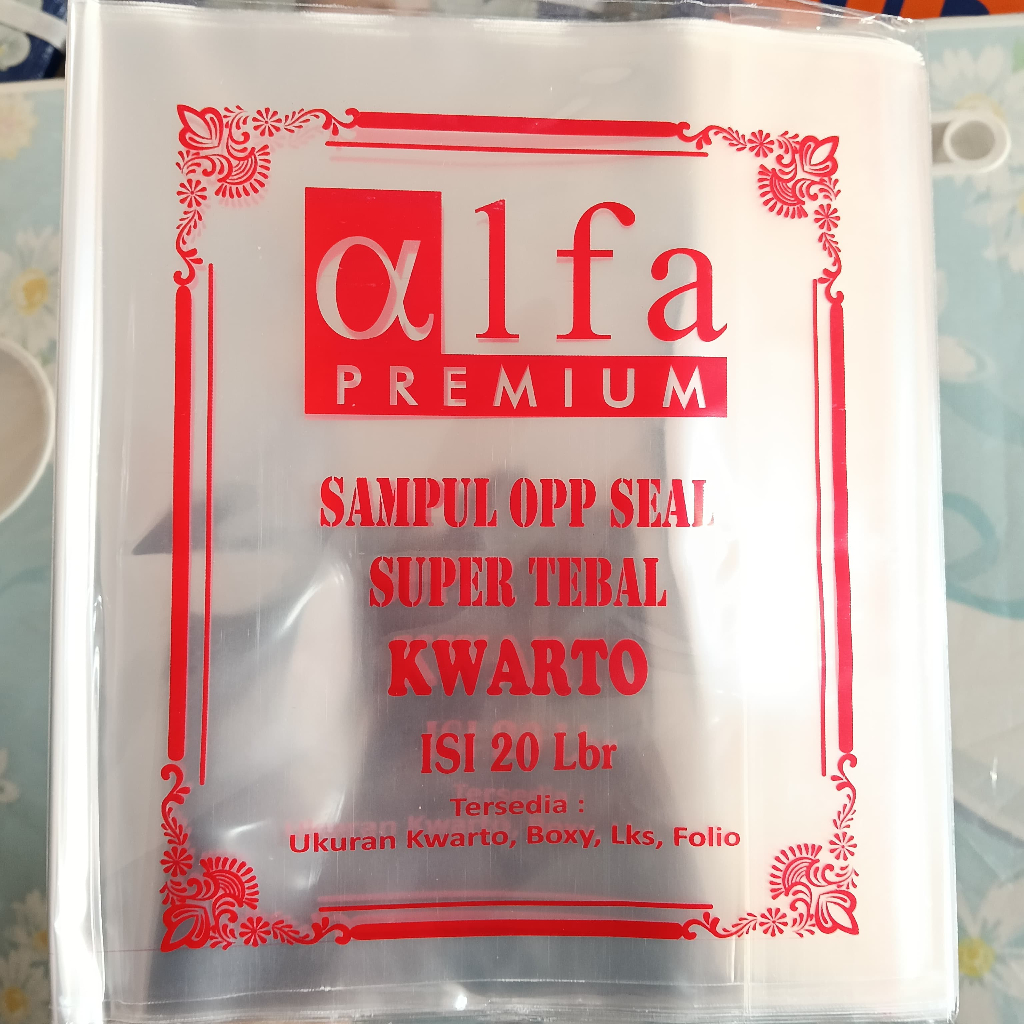 αlfa
PREMIUM
SAMPUL OPP SEAL
SUPER TEBAL
KWARTO
ISI 20 Lbr
Tersedia :
Ukuran Kwarto, Boxy, Lks, Folio